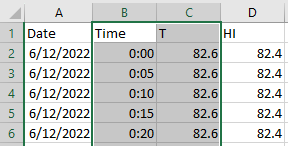 A B C D
1 Date Time T HI
2 6/12/2022 0:00 82.6 82.4
3 6/12/2022 0:05 82.6 82.4
4 6/12/2022 0:10 82.6 82.4
5 6/12/2022 0:15 82.6 82.4
6 6/12/2022 0:20 82.6 82.4